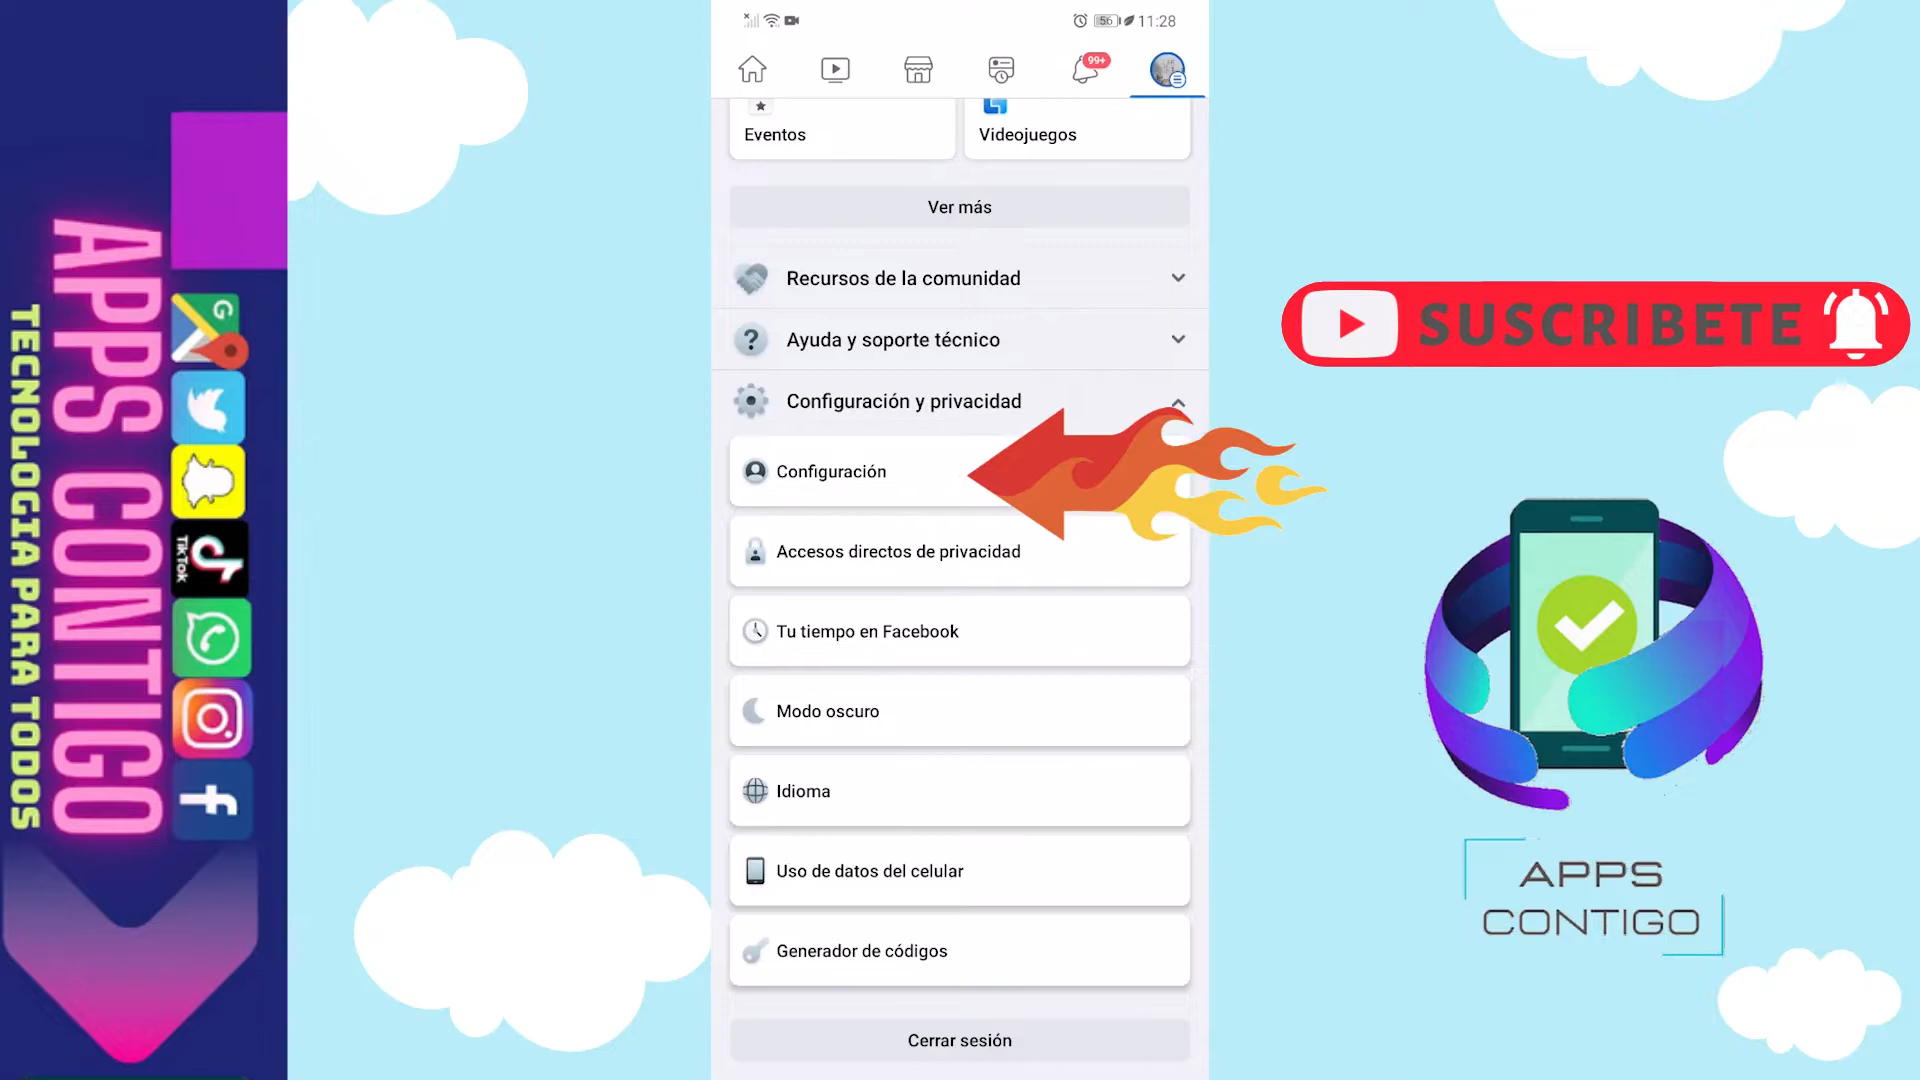 APPS CONTIGO
TECNOLOGIA PARA TODOS
G
TikTok
56
11:28
99+
Eventos
Videojuegos
Ver más
Recursos de la comunidad
Ayuda y soporte técnico
Configuración y privacidad
Configuración
Accesos directos de privacidad
Tu tiempo en Facebook
Modo oscuro
Idioma
Uso de datos del celular
Generador de códigos
Cerrar sesión
SUSCRIBETE
APPS
CONTIGO